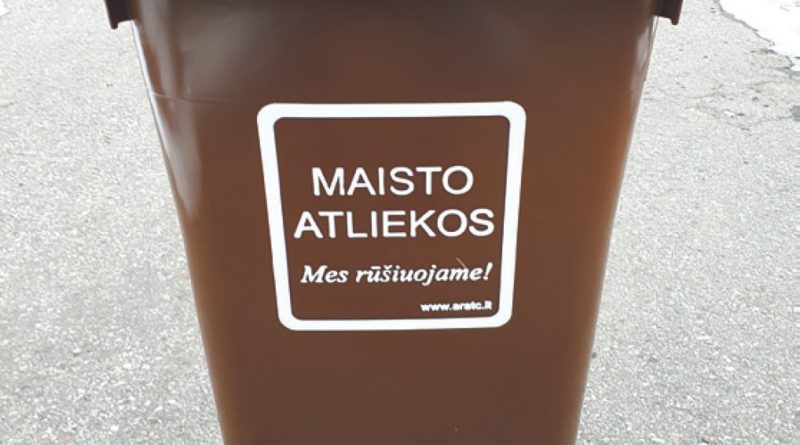 MAISTO
ATLIEKOS
Mes rūšiuojame!
www.aratc.lt